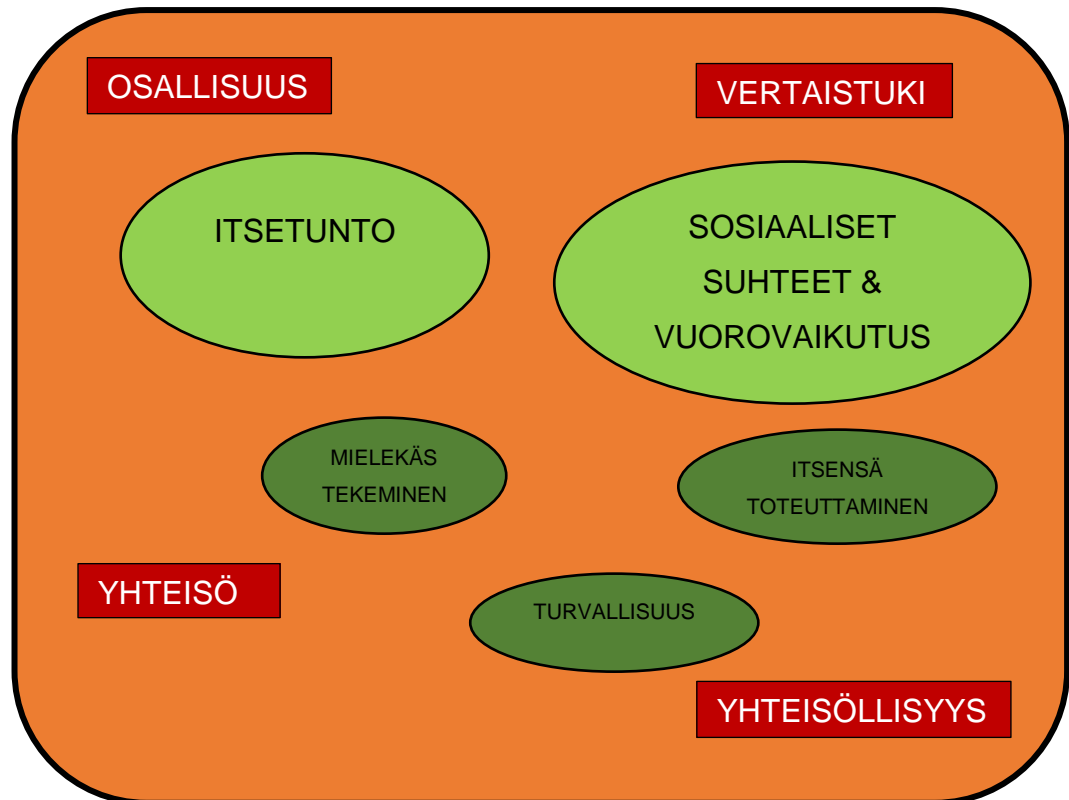 OSALLISUUS
VERTAISTUKI
ITSETUNTO
SOSIAALISET
SUHTEET &
VUOROVAIKUTUS
MIELEKÄS
TEKEMINEN
ITSENSÄ
TOTEUTTAMINEN
YHTEISÖ
TURVALLISUUS
YHTEISÖLLISYYS